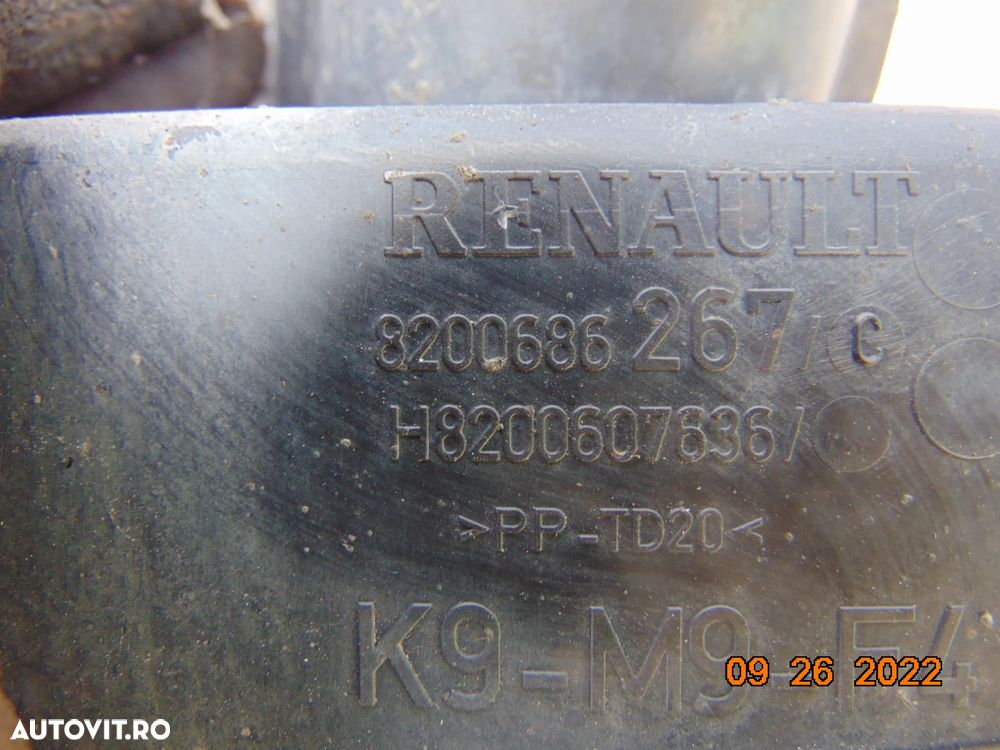 RENAULT
8200686 267/ C
H8200607636/
>PP-TD20<
K9-M9-F4
09 26 2022
AUTOVIT.RO